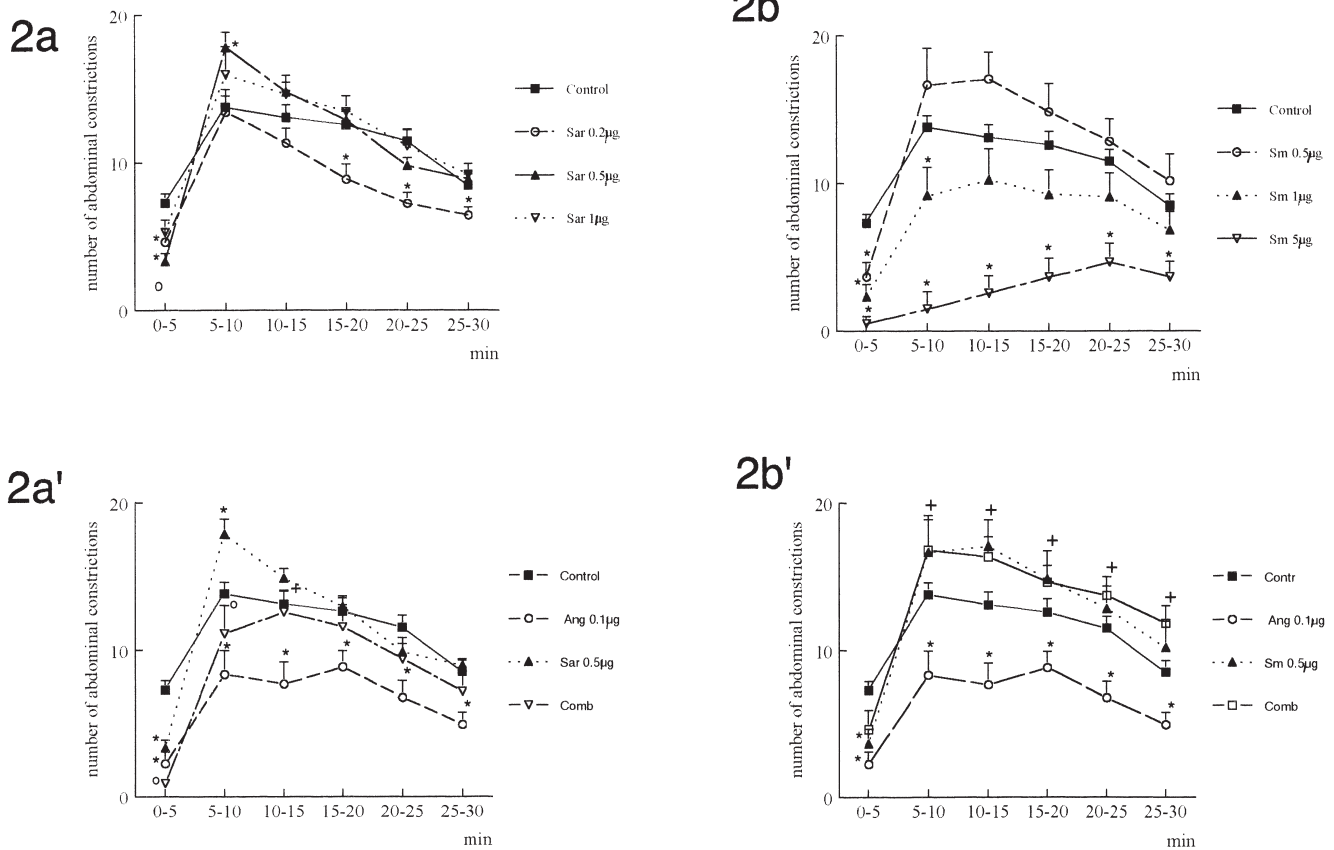 2a
20
10
0
number of abdominal constrictions
0-5 5-10 10-15 15-20 20-25 25-30
min
Control
Sar 0.2µg
Sar 0.5µg
Sar 1µg
2b
20
10
0
number of abdominal constrictions
0-5 5-10 10-15 15-20 20-25 25-30
min
Control
Sm 0.5µg
Sm 1µg
Sm 5µg
2a'
20
10
0
number of abdominal constrictions
0-5 5-10 10-15 15-20 20-25 25-30
min
Control
Ang 0.1µg
Sar 0.5µg
Comb
2b'
20
10
0
number of abdominal constrictions
0-5 5-10 10-15 15-20 20-25 25-30
min
Contr
Ang 0.1µg
Sm 0.5µg
Comb